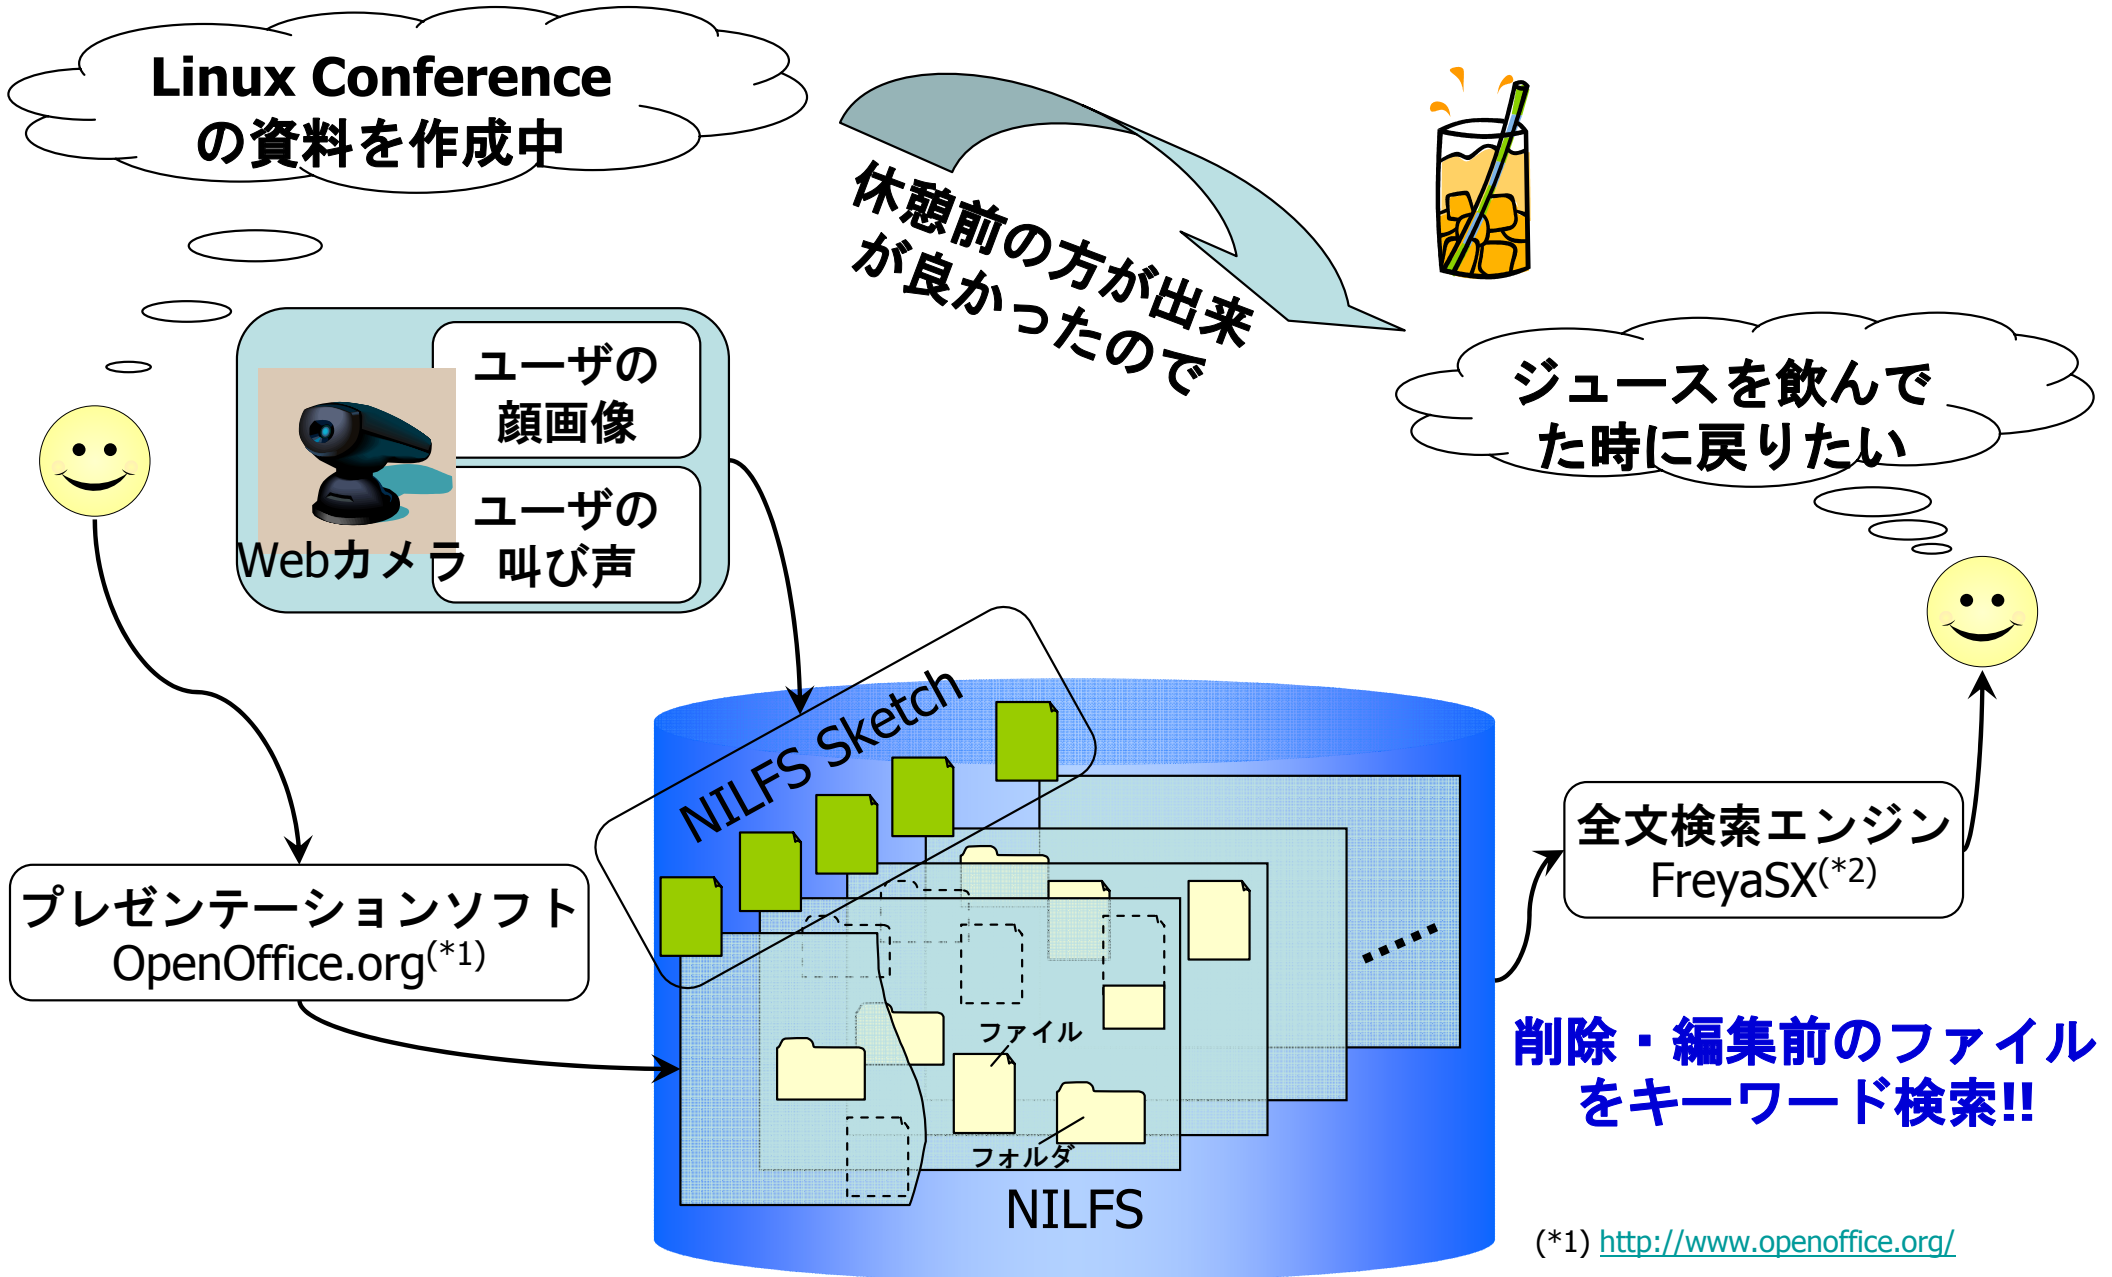 Linux Conference
の資料を作成中
休憩前の方が出来
が良かったので
ジュースを飲んで
た時に戻りたい
ユーザの
顔画像
ユーザの
叫び声
Webカメラ
NILFS Sketch
プレゼンテーションソフト
OpenOffice.org(*1)
全文検索エンジン
FreyaSX(*2)
ファイル
フォルダ
NILFS
削除・編集前のファイル
をキーワード検索!!
(*1) http://www.openoffice.org/